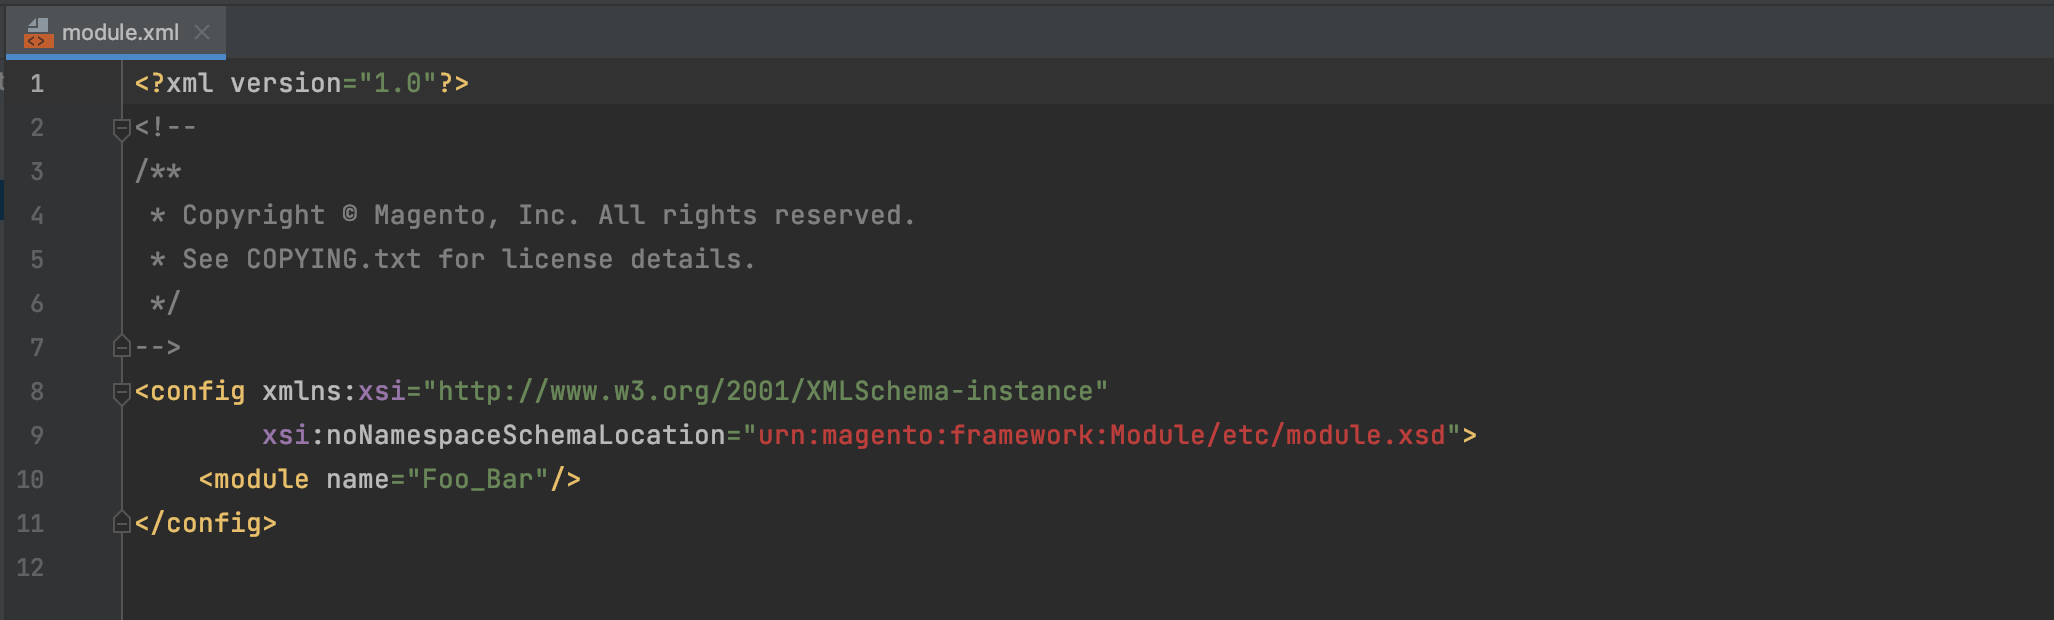 module.xml
1 <?xml version="1.0"?>
2 <!--
3 /**
4  * Copyright © Magento, Inc. All rights reserved.
5  * See COPYING.txt for license details.
6  */
7 -->
8 <config xmlns:xsi="http://www.w3.org/2001/XMLSchema-instance"
9         xsi:noNamespaceSchemaLocation="urn:magento:framework:Module/etc/module.xsd">
10     <module name="Foo_Bar"/>
11 </config>
12